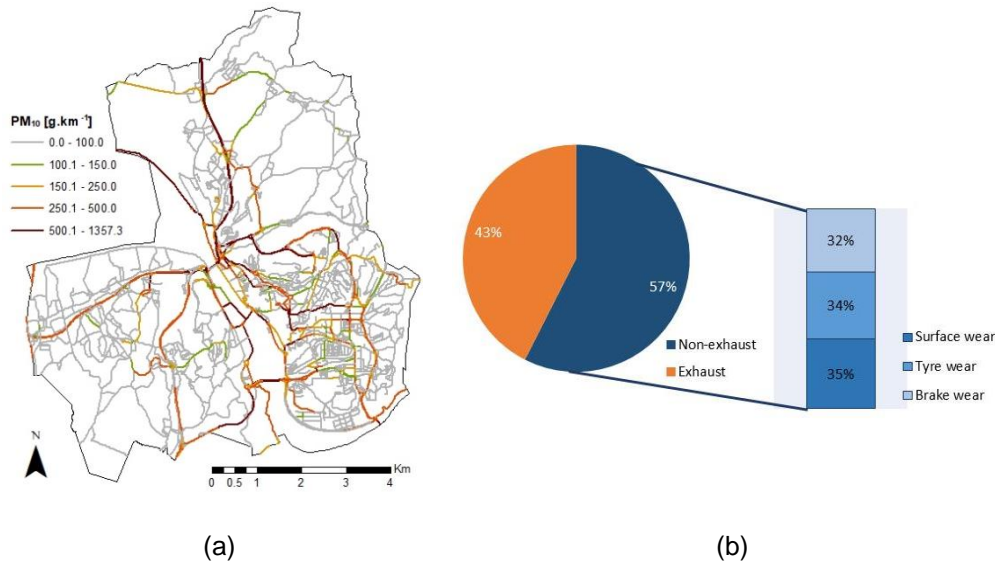 PM₁₀ [g.km⁻¹]
0.0 - 100.0
100.1 - 150.0
150.1 - 250.0
250.1 - 500.0
500.1 - 1357.3
N
Km
0 0.5 1 2 3 4
(a)
43%
57%
Non-exhaust
Exhaust
32%
34%
35%
Surface wear
Tyre wear
Brake wear
(b)